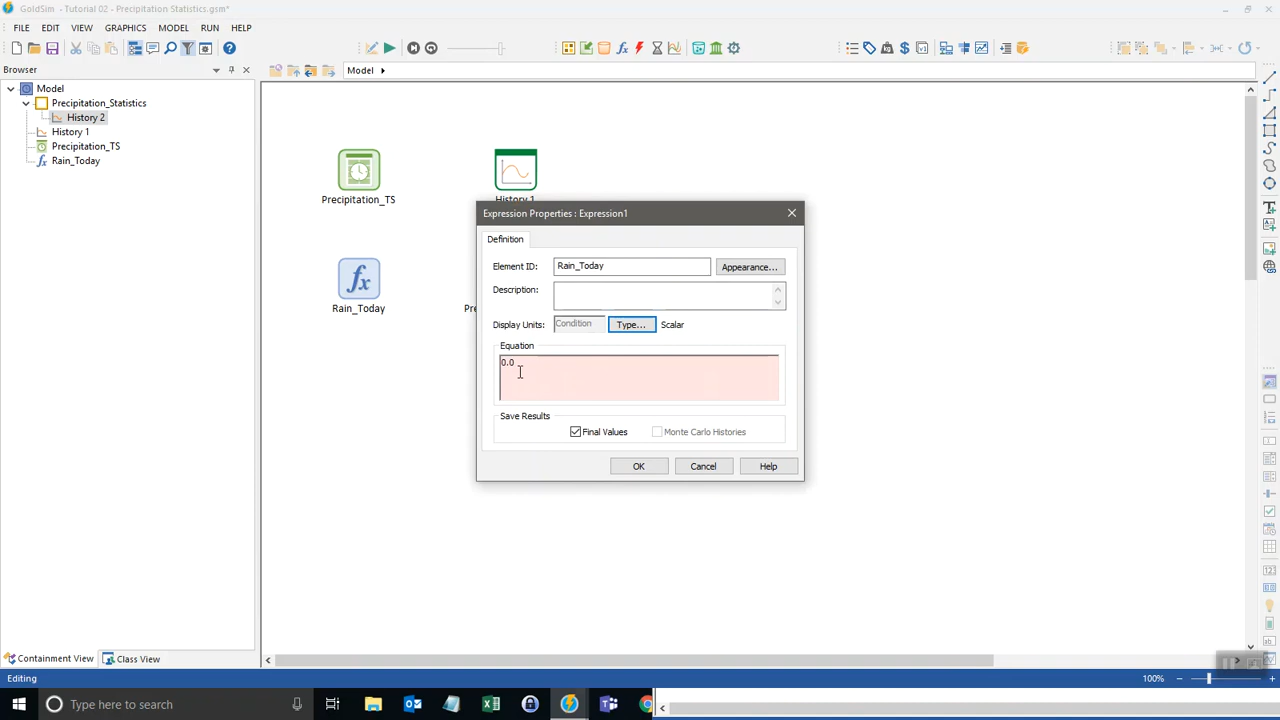 GoldSim - Tutorial 02 - Precipitation Statistics.gsm*
FILE EDIT VIEW GRAPHICS MODEL RUN HELP
Browser
Model
Model
Precipitation_Statistics
History 2
History 1
Precipitation_TS
Rain_Today
Precipitation_TS
History 1
Rain_Today
Pre
Expression Properties : Expression1
Definition
Element ID: Rain_Today Appearance...
Description:
Display Units: Condition Type... Scalar
Equation
0.0
Save Results
Final Values Monte Carlo Histories
OK Cancel Help
Containment View Class View
Editing 100%
Type here to search